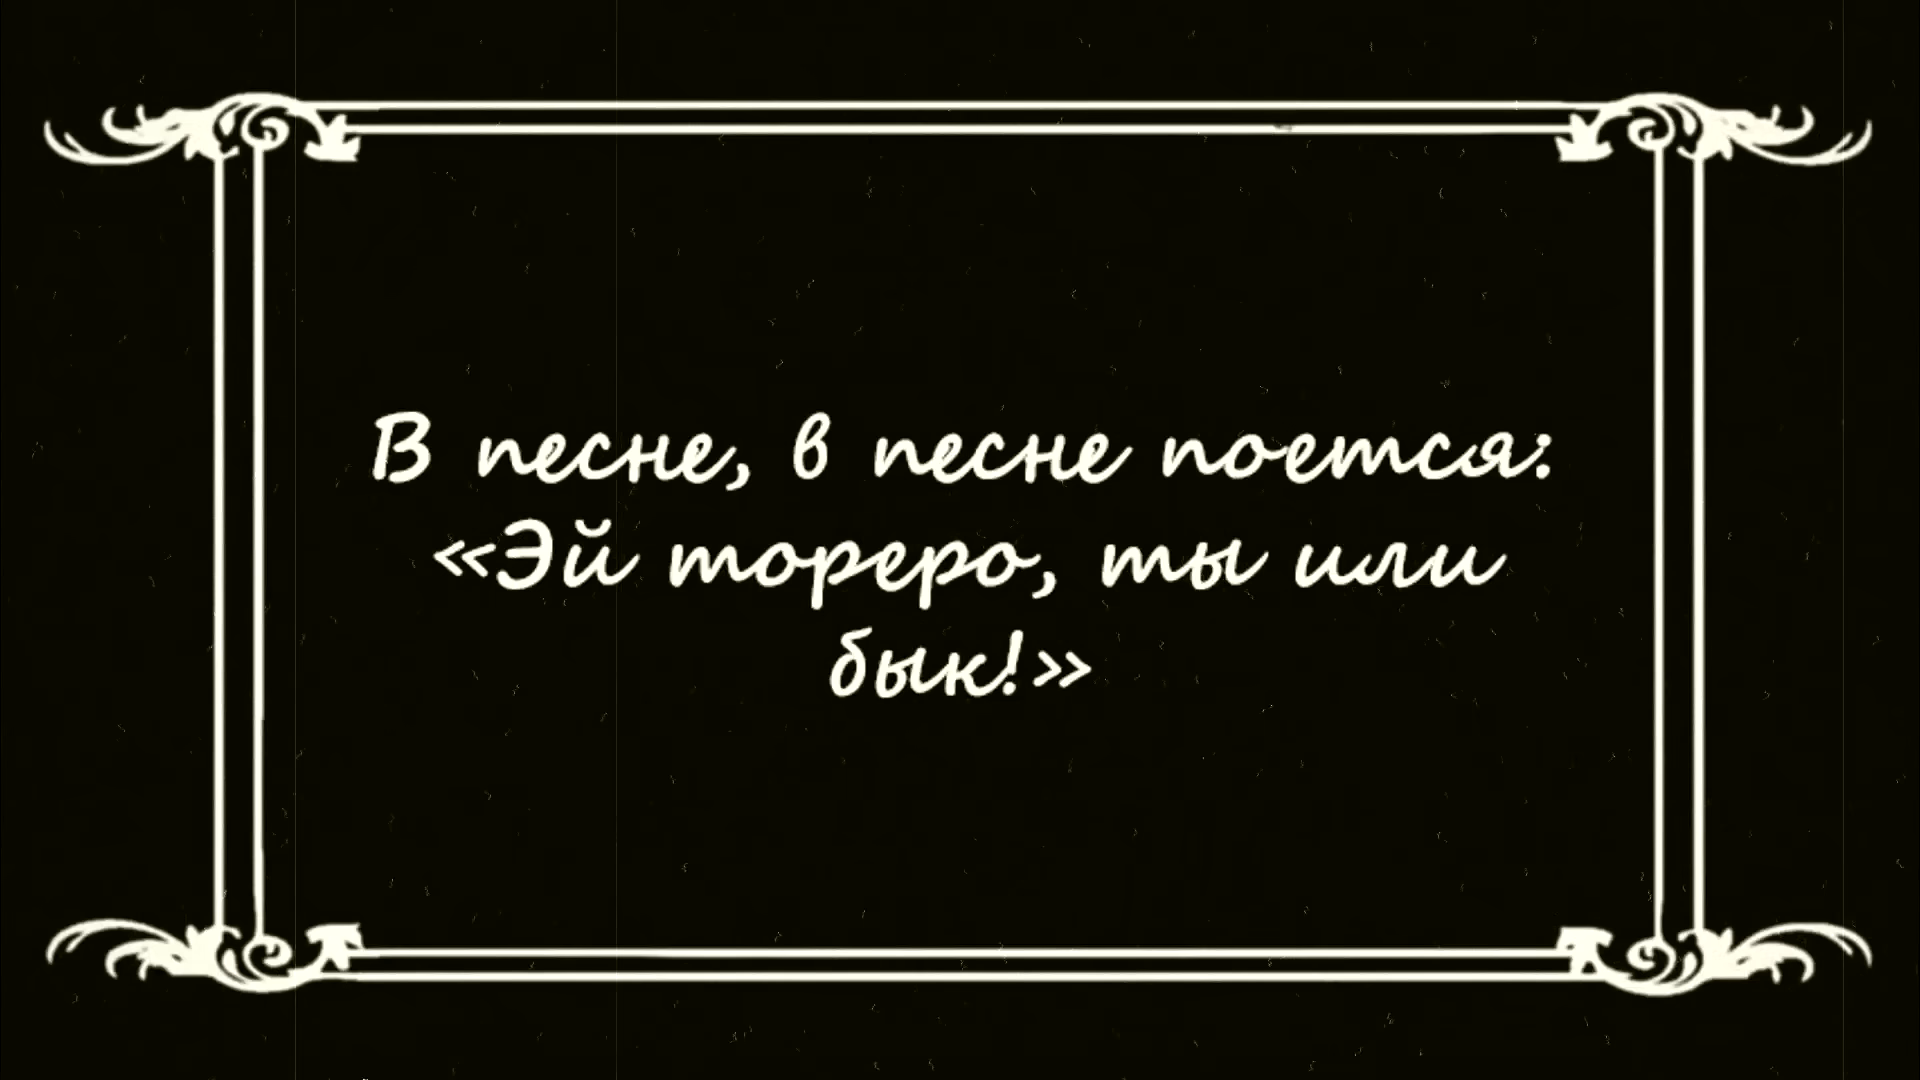 В песне, в песне поется:
«Эй тореро, ты или
бык!»